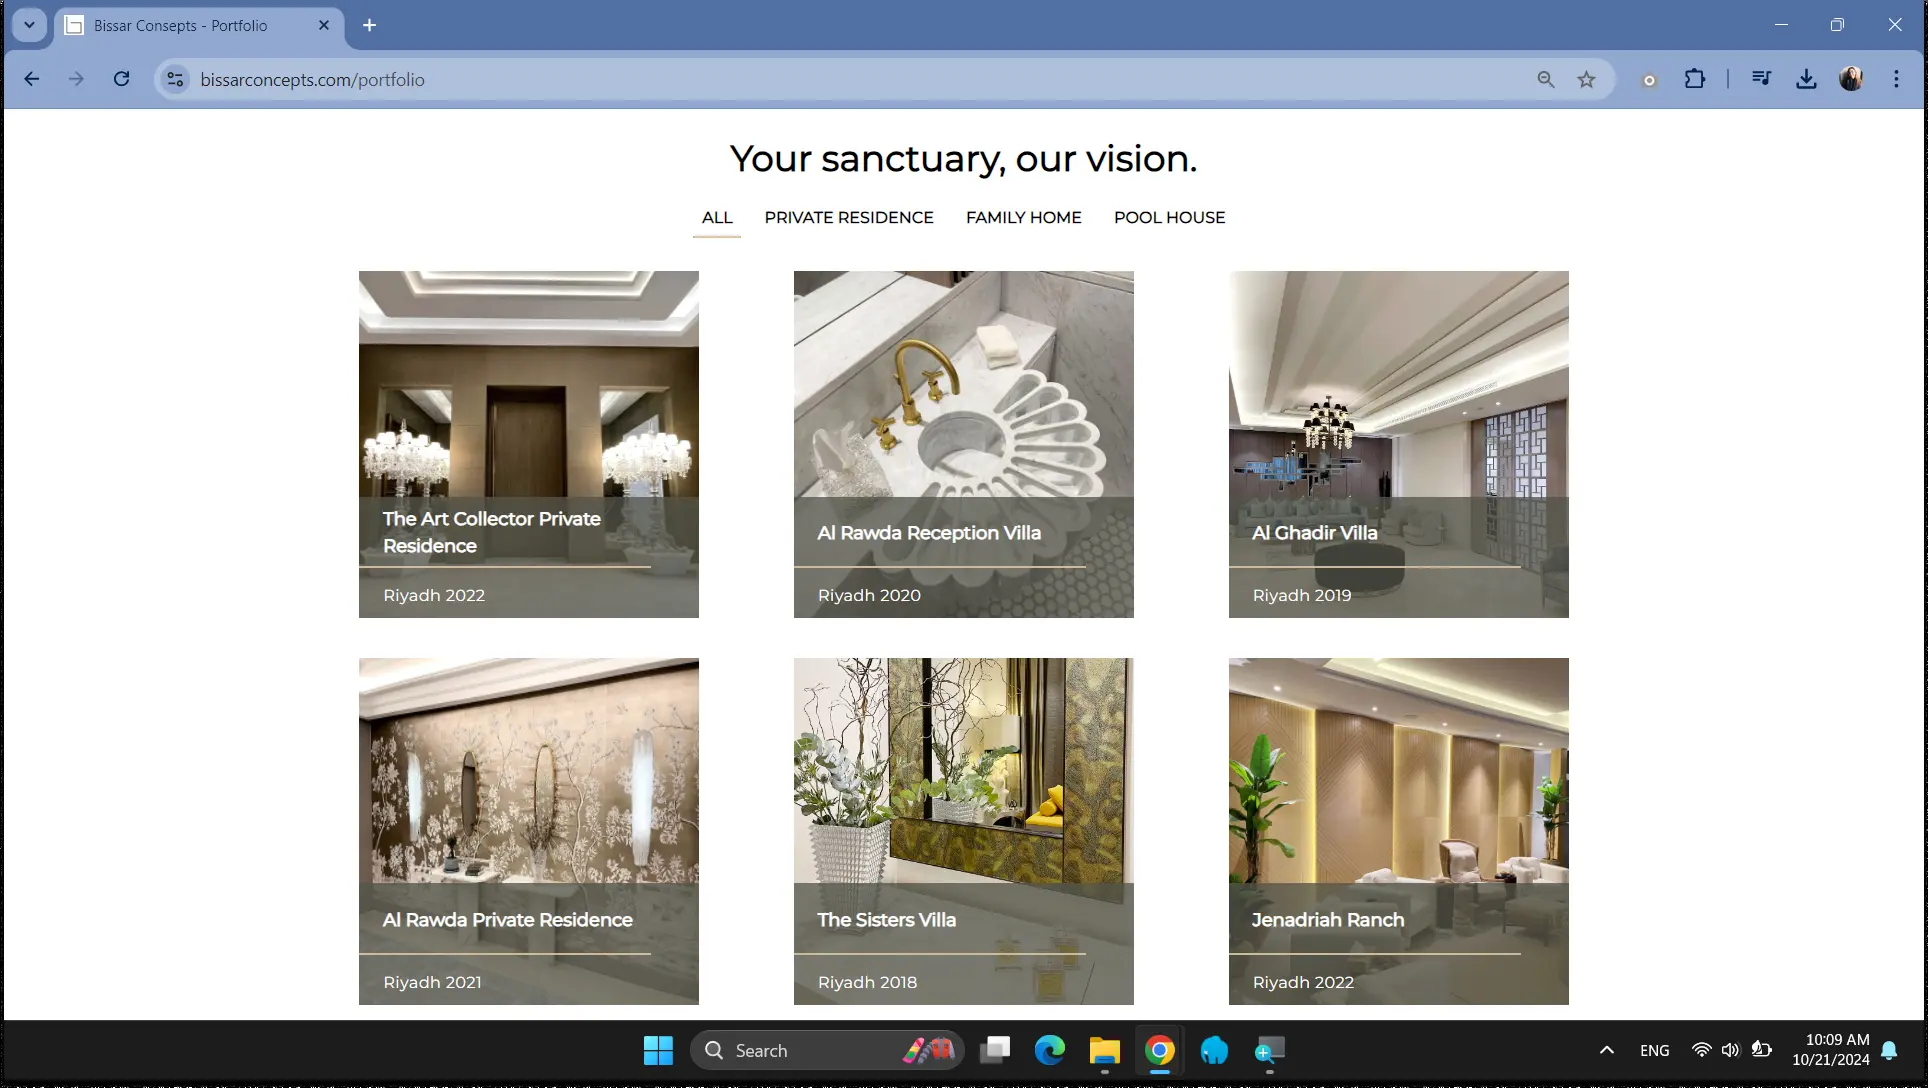 Bissar Consepts - Portfolio
bissarconcepts.com/portfolio
Your sanctuary, our vision.
ALL PRIVATE RESIDENCE FAMILY HOME POOL HOUSE
The Art Collector Private
Residence
Riyadh 2022
Al Rawda Reception Villa
Riyadh 2020
Al Ghadir Villa
Riyadh 2019
Al Rawda Private Residence
Riyadh 2021
The Sisters Villa
Riyadh 2018
Jenadriah Ranch
Riyadh 2022
Search
ENG
10:09 AM
10/21/2024